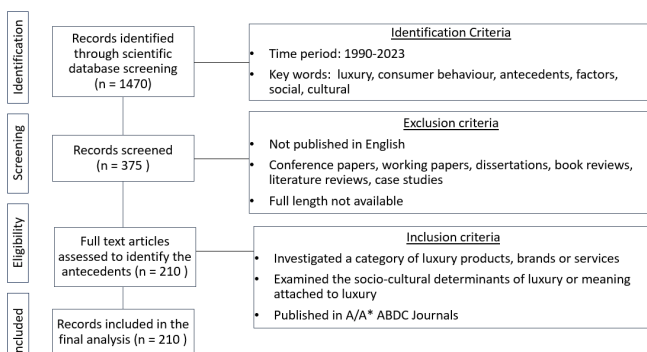 Identification
Records identified
through scientific
database screening
(n = 1470)
Identification Criteria
• Time period: 1990-2023
• Key words: luxury, consumer behaviour, antecedents, factors,
social, cultural
Screening
Records screened
(n = 375 )
Exclusion criteria
• Not published in English
• Conference papers, working papers, dissertations, book reviews,
literature reviews, case studies
• Full length not available
Eligibility
Full text articles
assessed to identify the
antecedents (n = 210 )
Inclusion criteria
• Investigated a category of luxury products, brands or services
• Examined the socio-cultural determinants of luxury or meaning
attached to luxury
• Published in A/A* ABDC Journals
ncluded
Records included in the
final analysis (n = 210 )